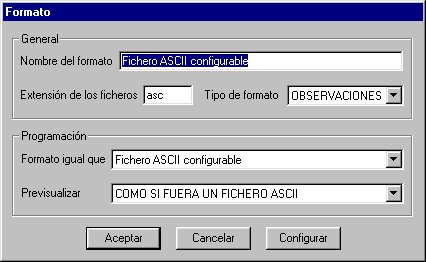 Formato
General
Nombre del formato Fichero ASCII configurable
Extensión de los ficheros asc Tipo de formato OBSERVACIONES
Programación
Formato igual que Fichero ASCII configurable
Previsualizar COMO SI FUERA UN FICHERO ASCII
Aceptar Cancelar Configurar